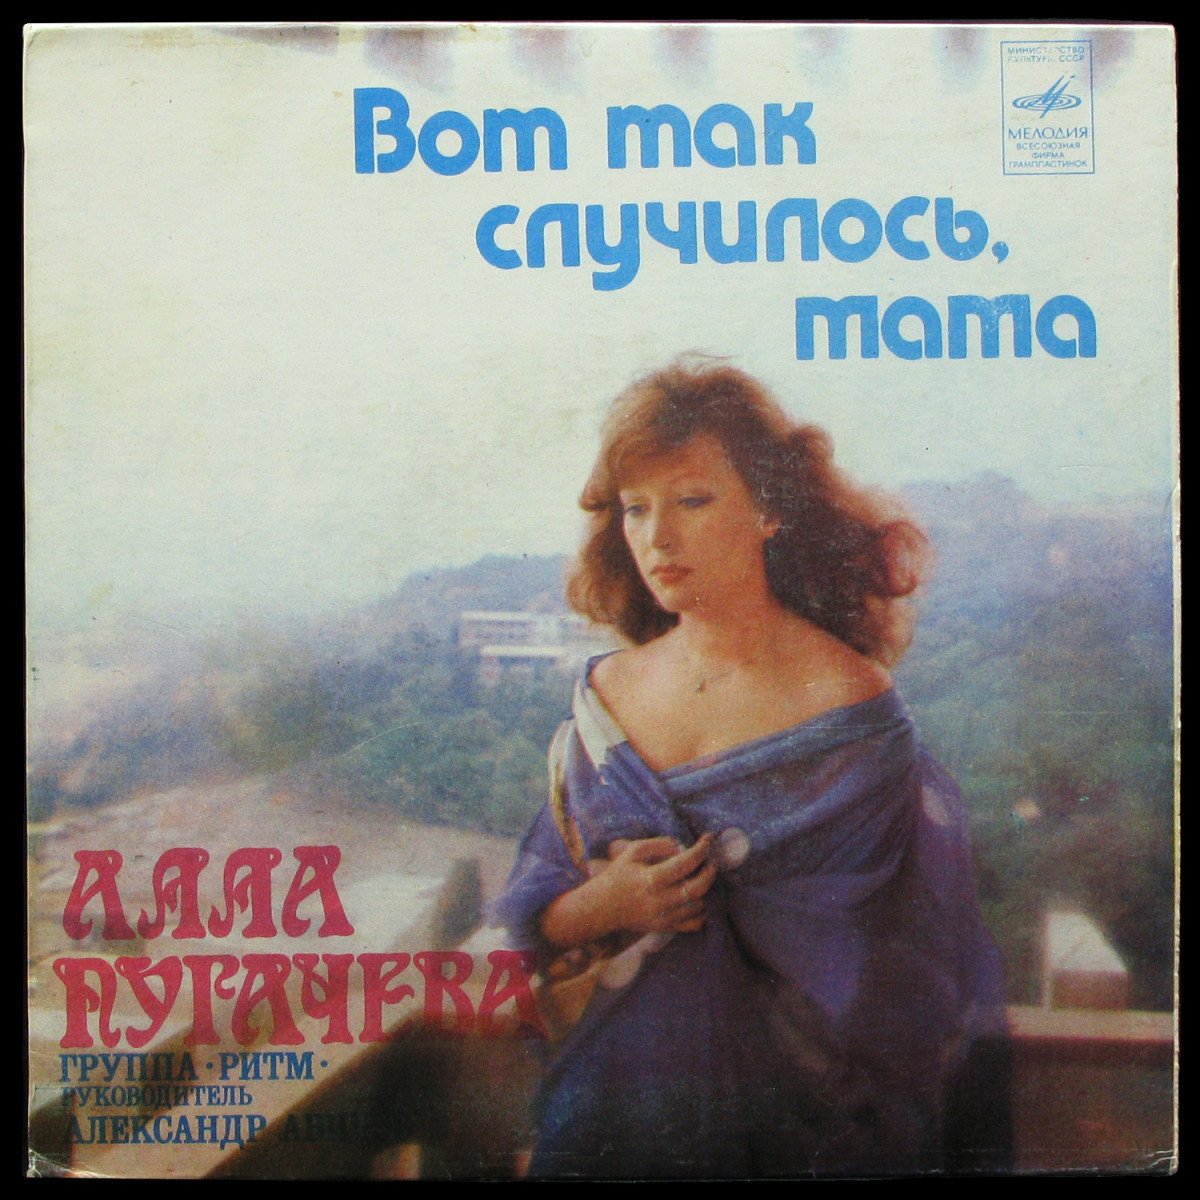 Вот так
случилось,
мама
МИНИСТЕРСТВО
КУЛЬТУРЫ СССР
МЕЛОДИЯ
ВСЕСОЮЗНАЯ
ФИРМА
ГРАМПЛАСТИНОК
АЛЛА
ПУГАЧЕВА
ГРУППА·РИТМ·
РУКОВОДИТЕЛЬ
АЛЕКСАНДР